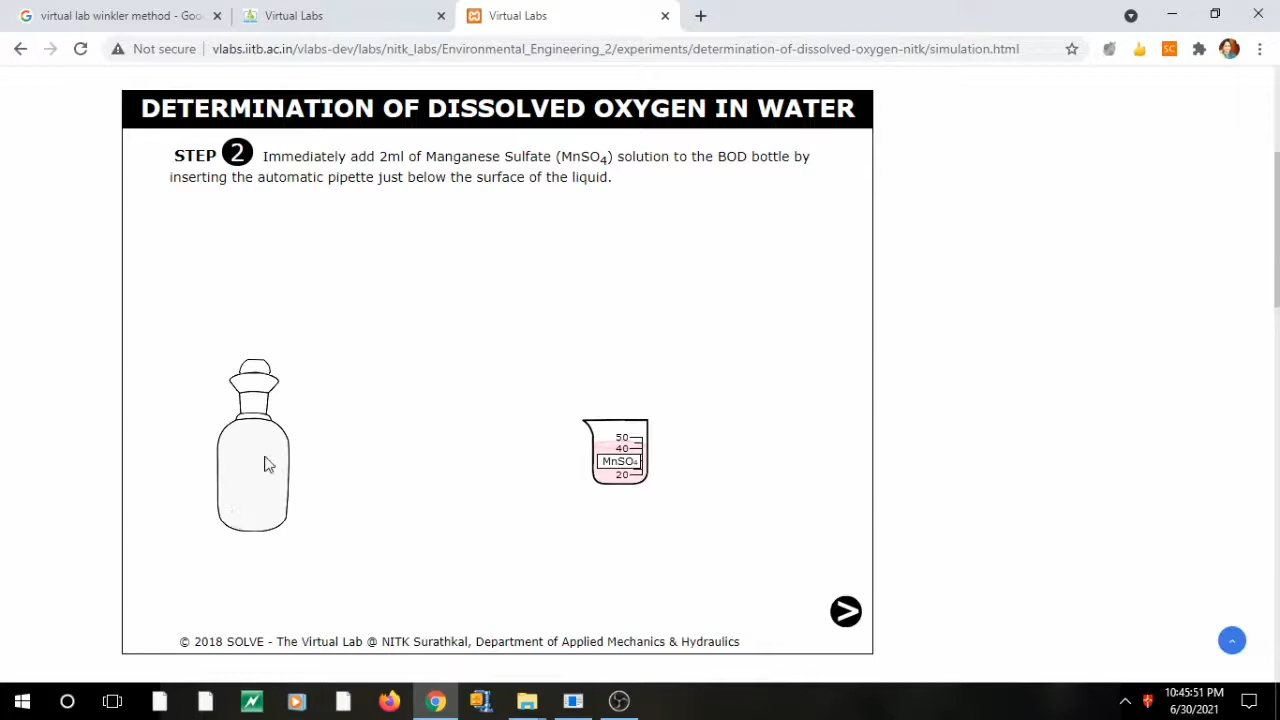 virtual lab winkler method - Goo
Virtual Labs
Virtual Labs
Not secure
vlabs.iitb.ac.in/vlabs-dev/labs/nitk_labs/Environmental_Engineering_2/experiments/determination-of-dissolved-oxygen-nitk/simulation.html
SC
DETERMINATION OF DISSOLVED OXYGEN IN WATER
STEP 2 Immediately add 2ml of Manganese Sulfate (MnSO₄) solution to the BOD bottle by
inserting the automatic pipette just below the surface of the liquid.
50
40
MnSO₄
20
>
© 2018 SOLVE - The Virtual Lab @ NITK Surathkal, Department of Applied Mechanics & Hydraulics
10:45:51 PM
6/30/2021